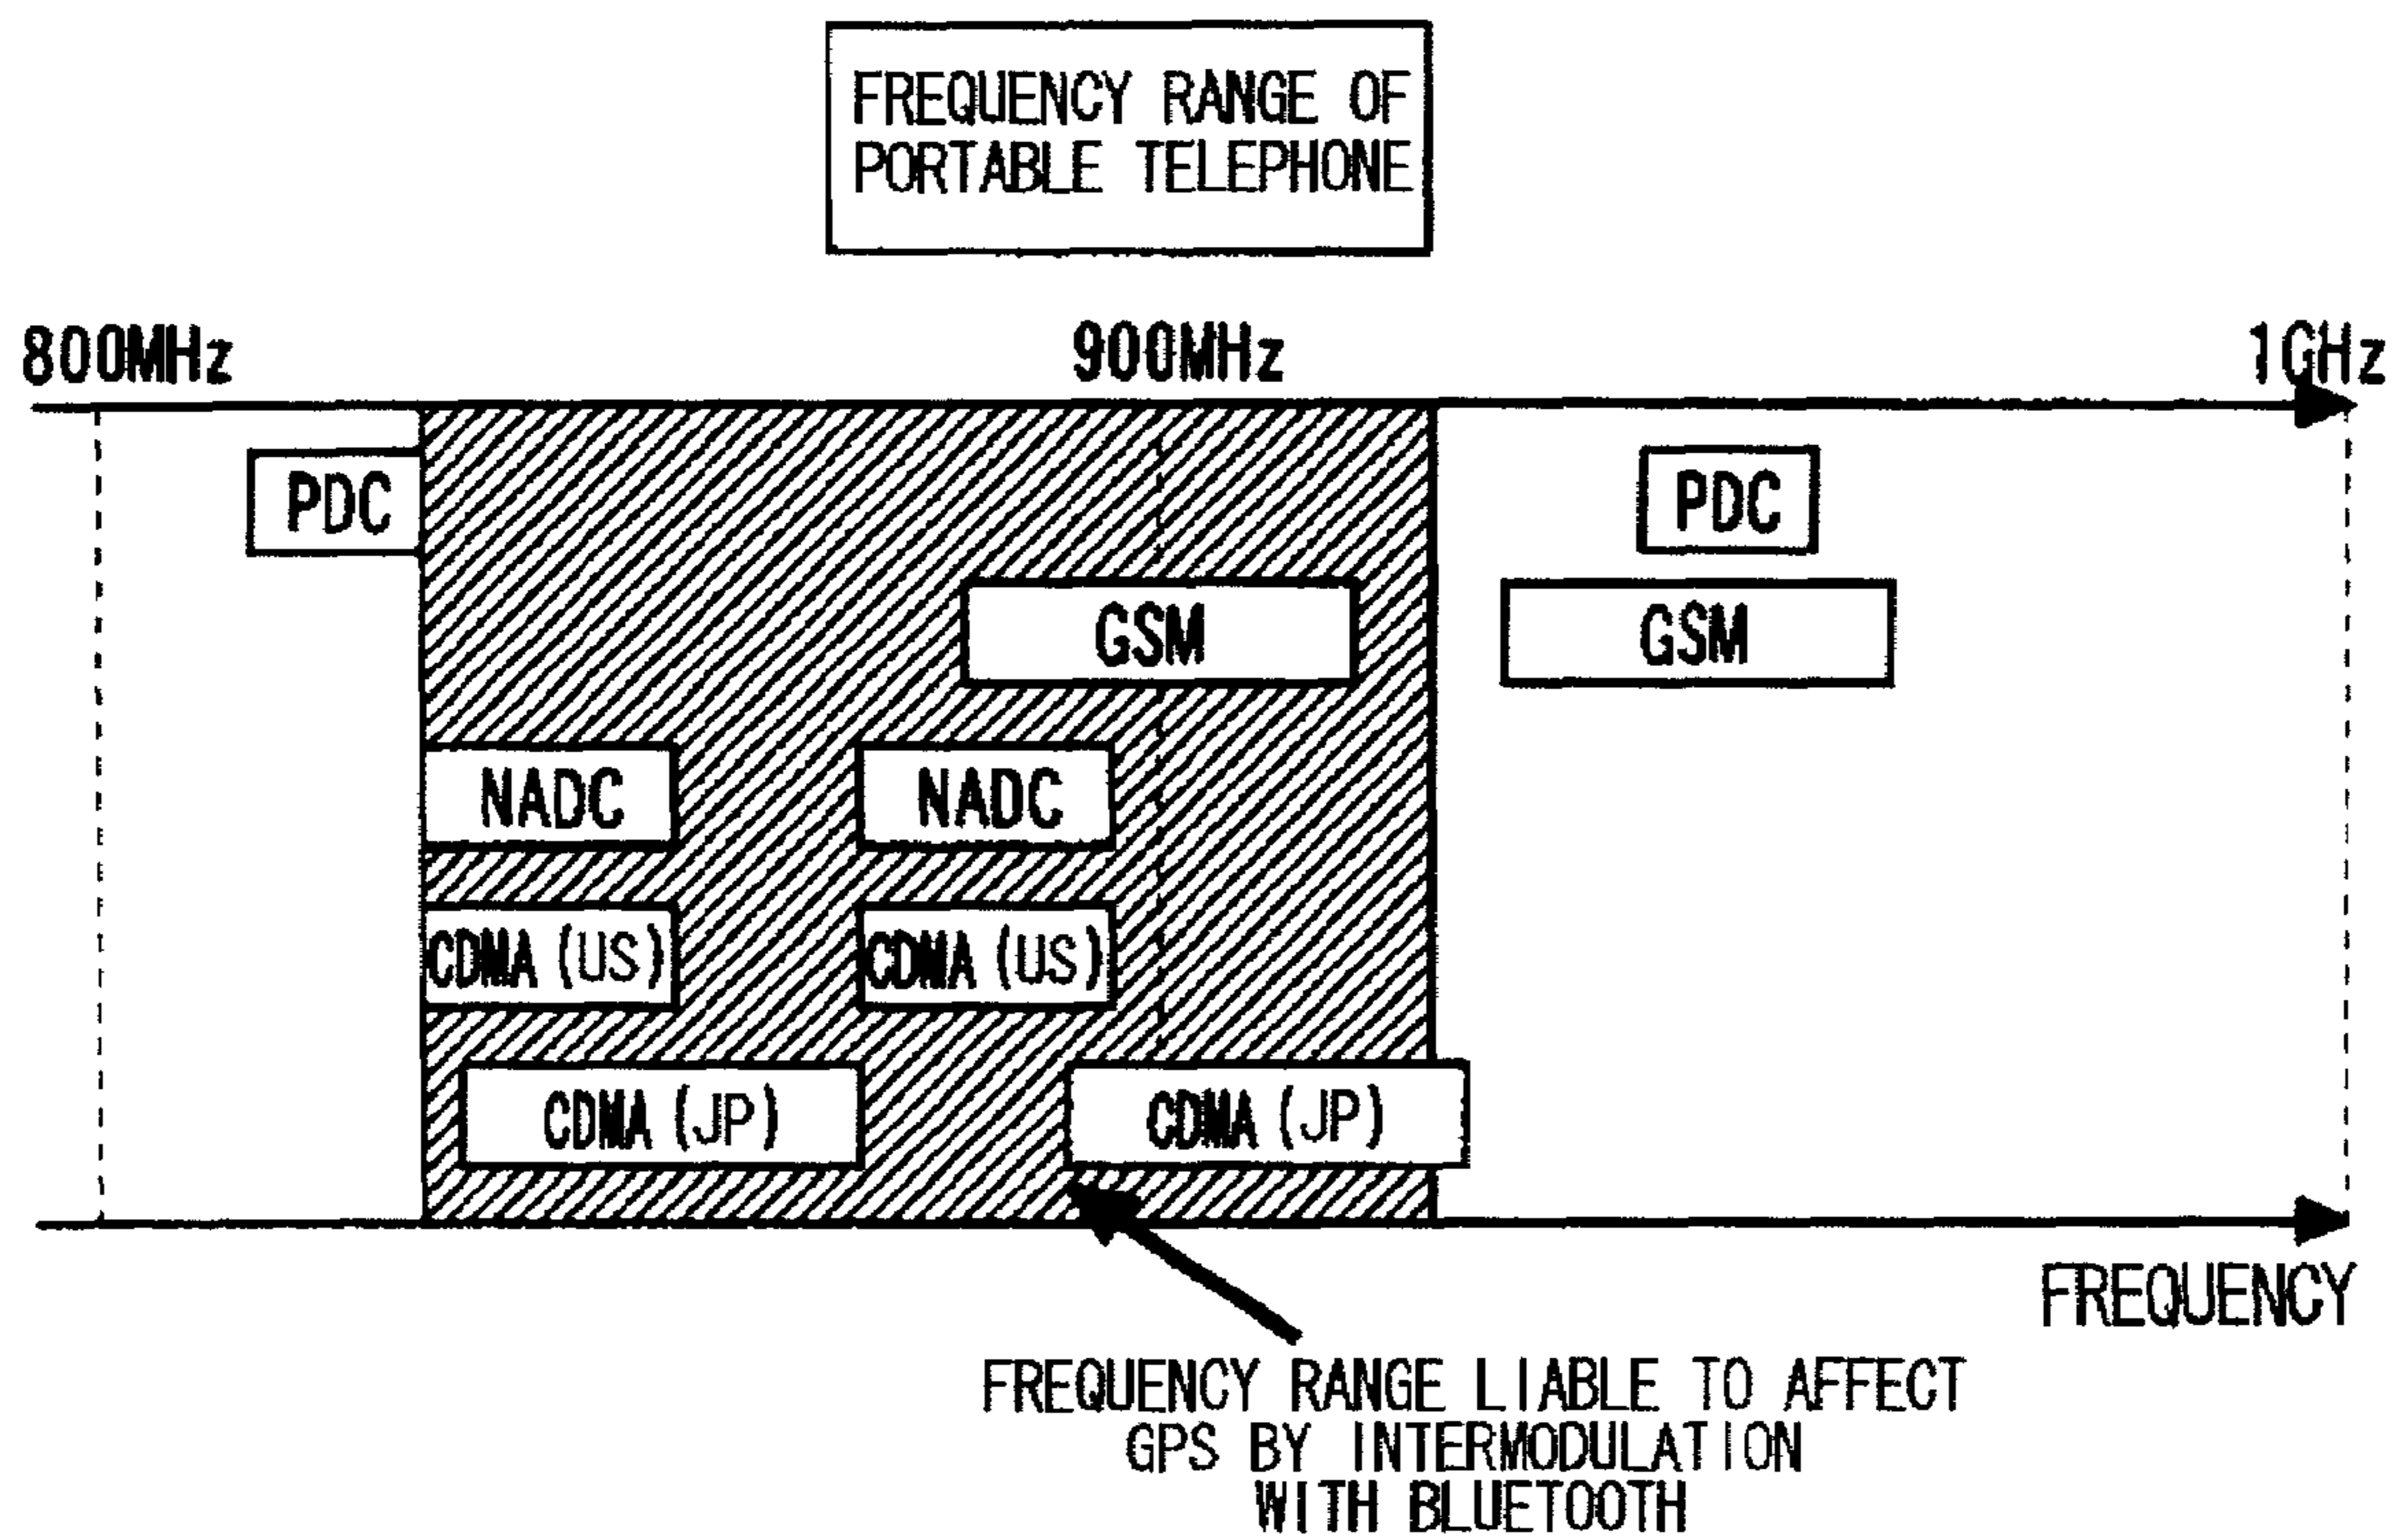 FREQUENCY RANGE OF
PORTABLE TELEPHONE
800MHz 900MHz 1GHz
PDC PDC
GSM GSM
NADC NADC
CDMA (US) CDMA (US)
CDMA (JP) CDMA (JP)
FREQUENCY
FREQUENCY RANGE LIABLE TO AFFECT
GPS BY INTERMODULATION
WITH BLUETOOTH